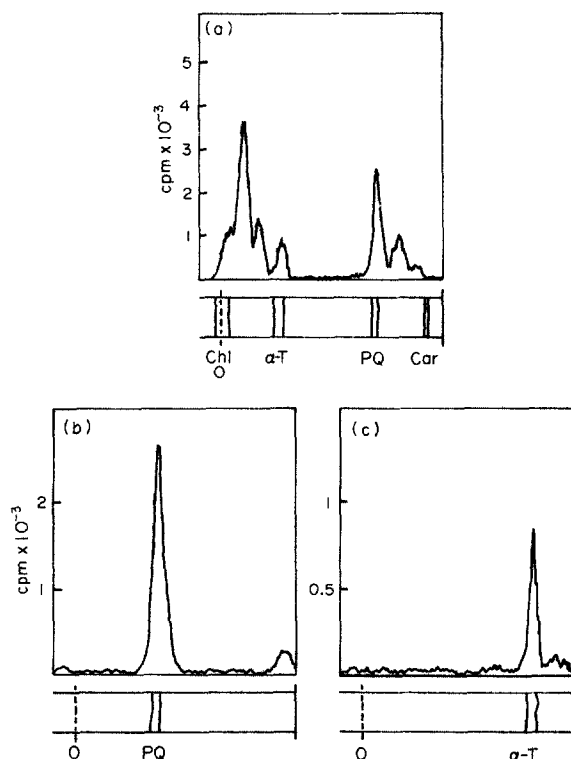 (a)
5
4
3
2
1
cpm x 10⁻³
Chl α-T PQ Car
O
(b)
2
1
cpm x 10⁻³
O PQ
(c)
1
0.5
O α-T